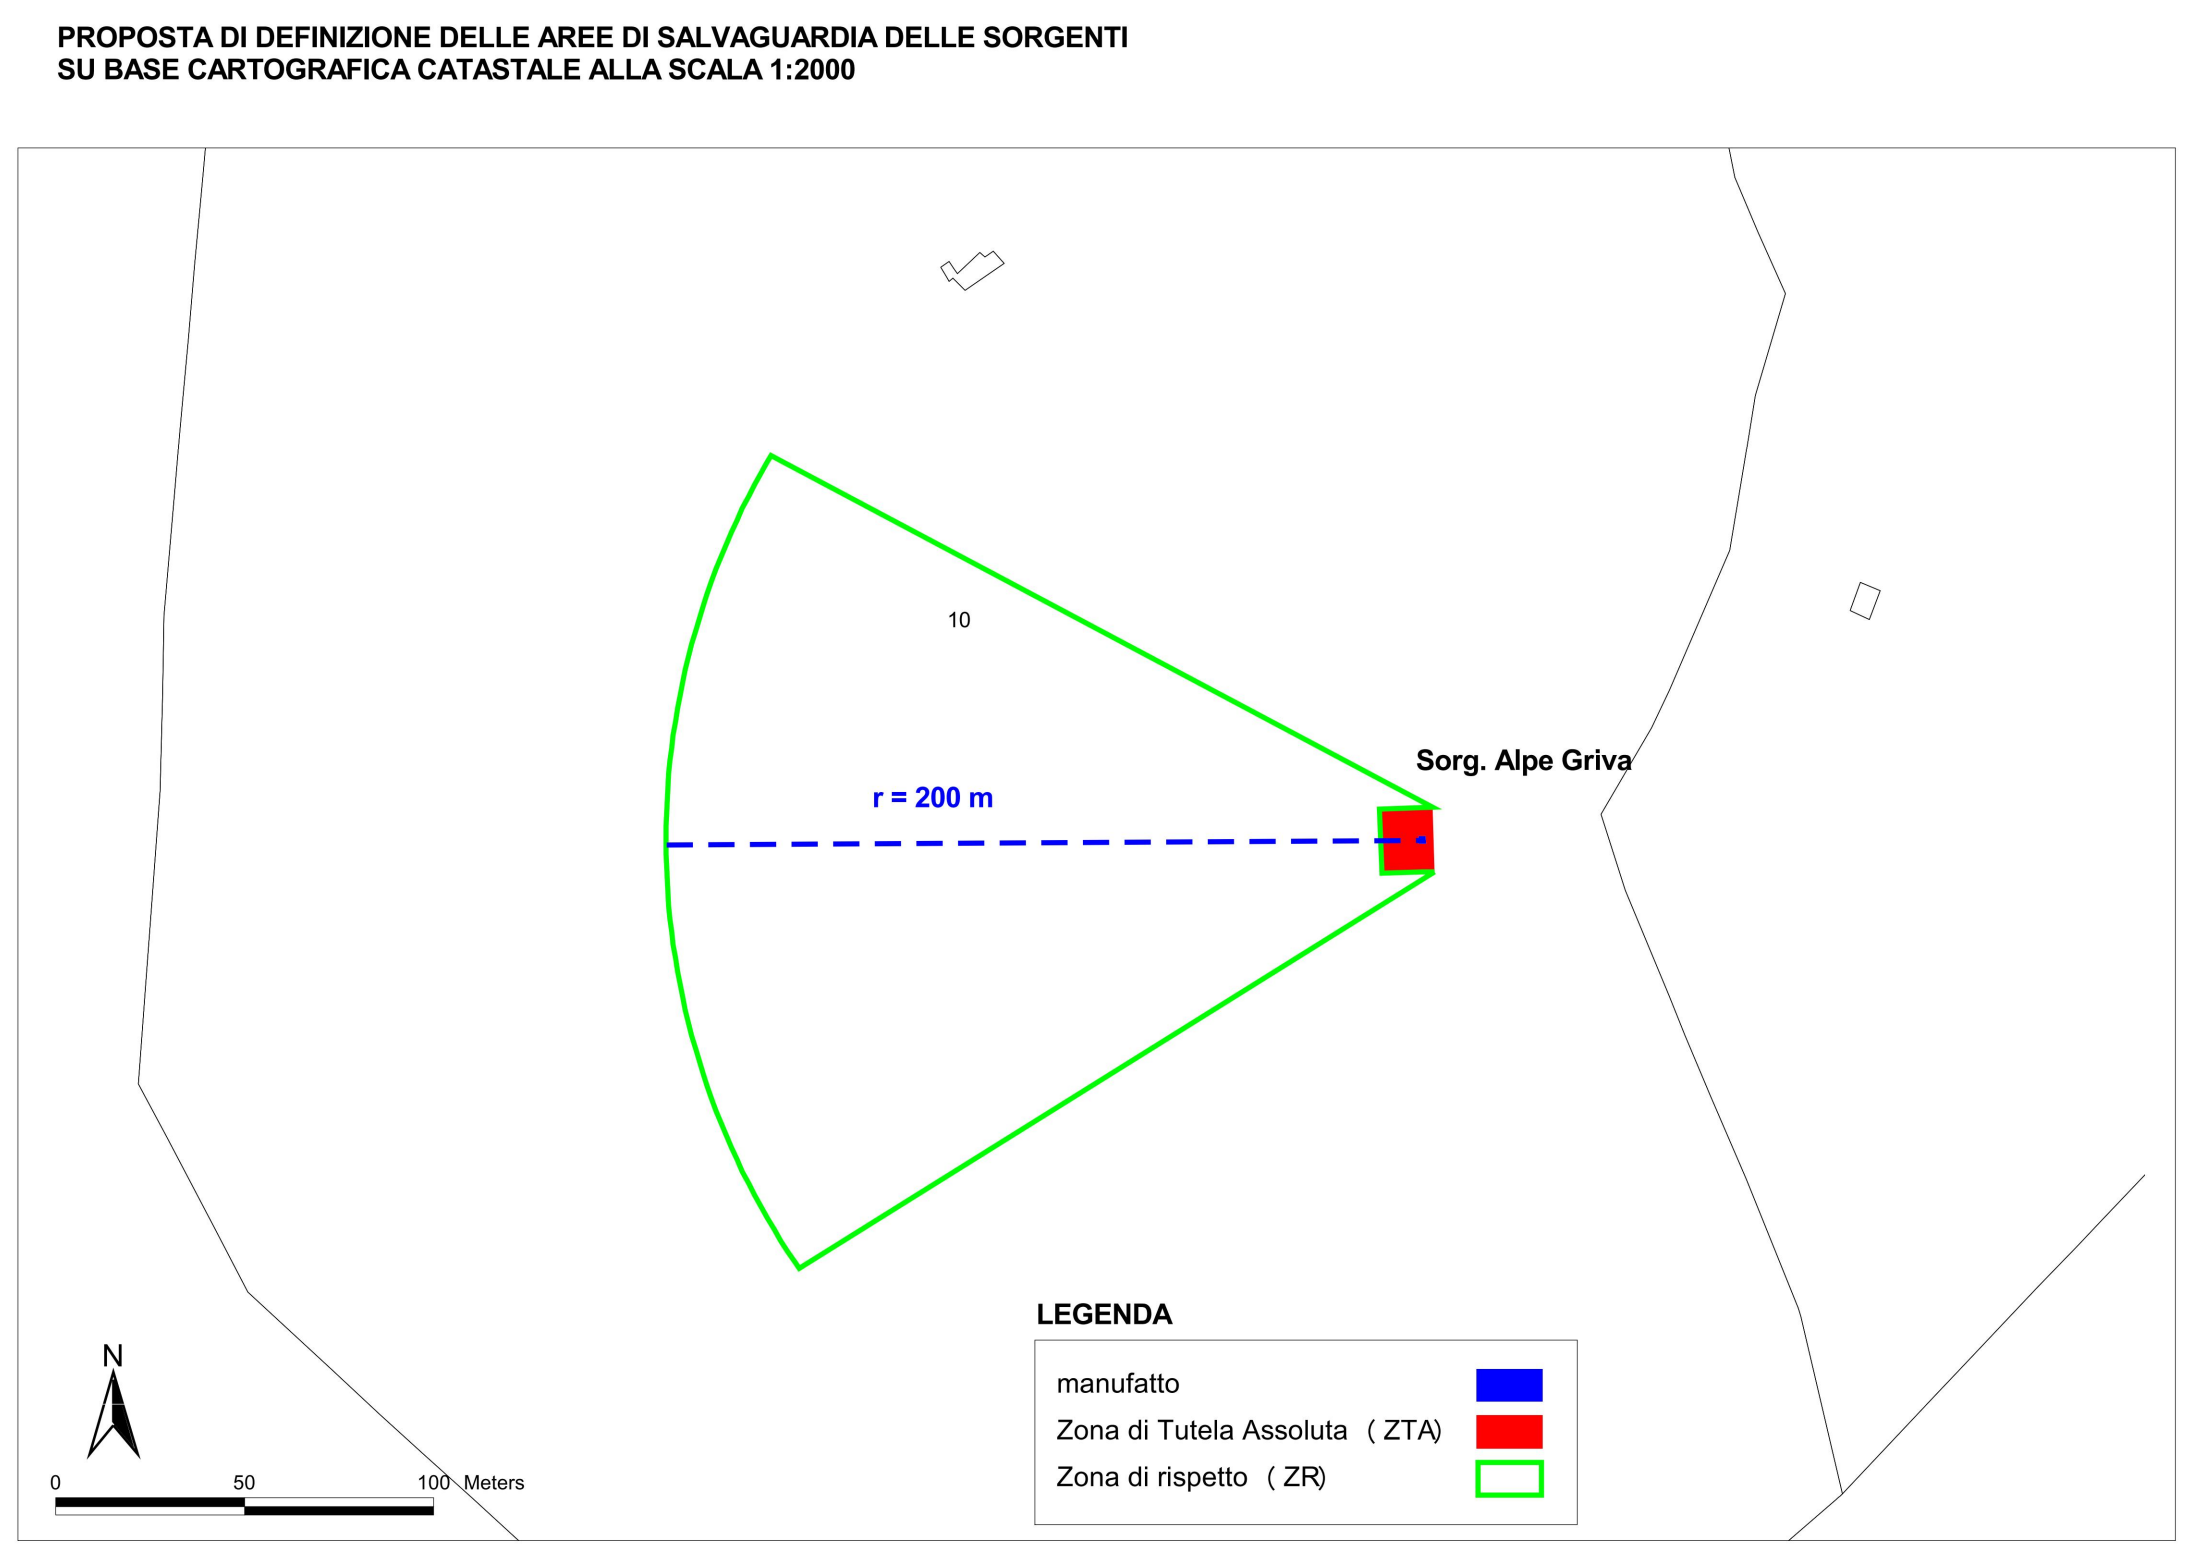 PROPOSTA DI DEFINIZIONE DELLE AREE DI SALVAGUARDIA DELLE SORGENTI
SU BASE CARTOGRAFICA CATASTALE ALLA SCALA 1:2000
10
Sorg. Alpe Griva
r = 200 m
LEGENDA
manufatto
Zona di Tutela Assoluta (ZTA)
Zona di rispetto (ZR)
N
0 50 100 Meters